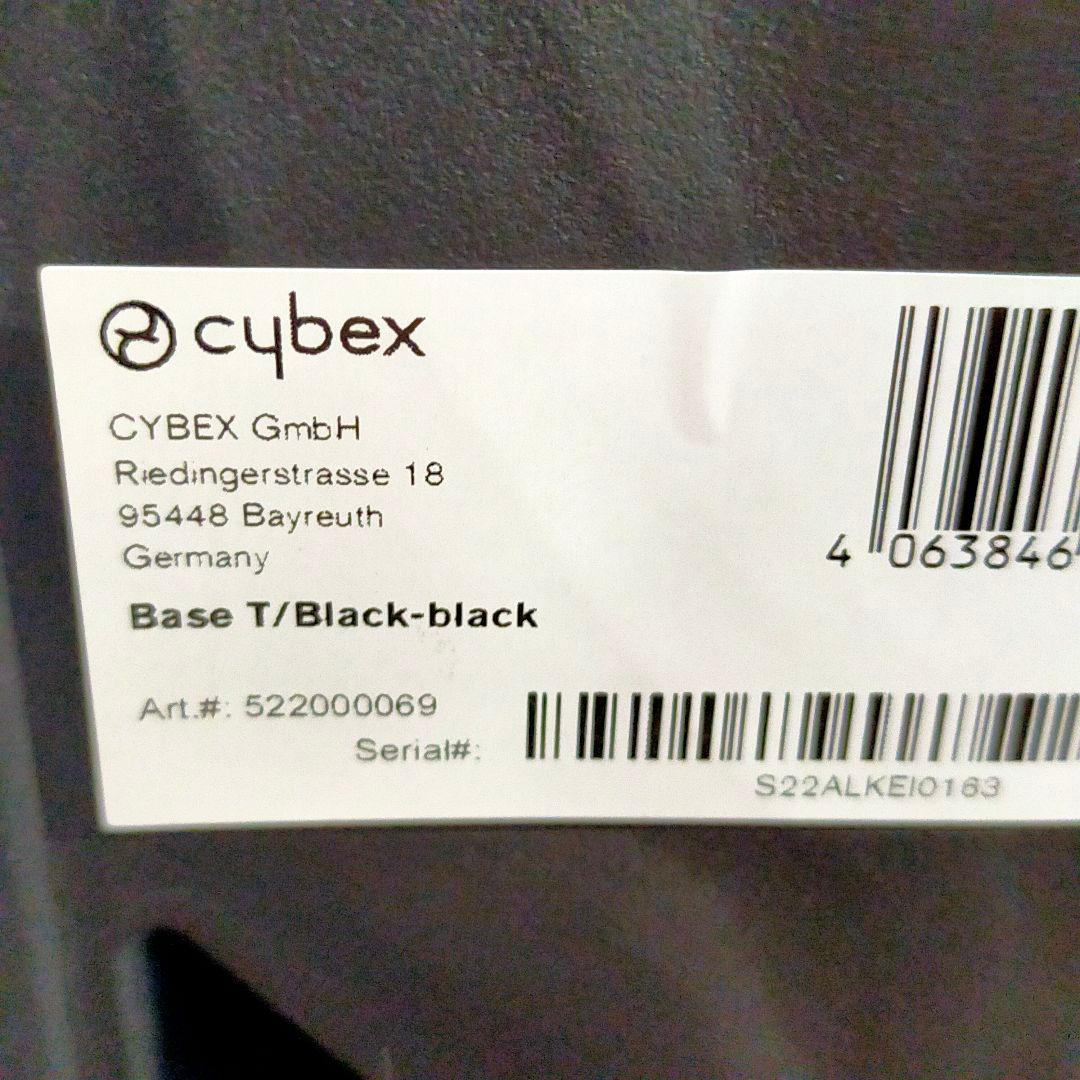 cybex
CYBEX GmbH
Riedingerstrasse 18
95448 Bayreuth
Germany
Base T/Black-black
4 063846
Art.#: 522000069
Serial#:
S22ALKEI0163